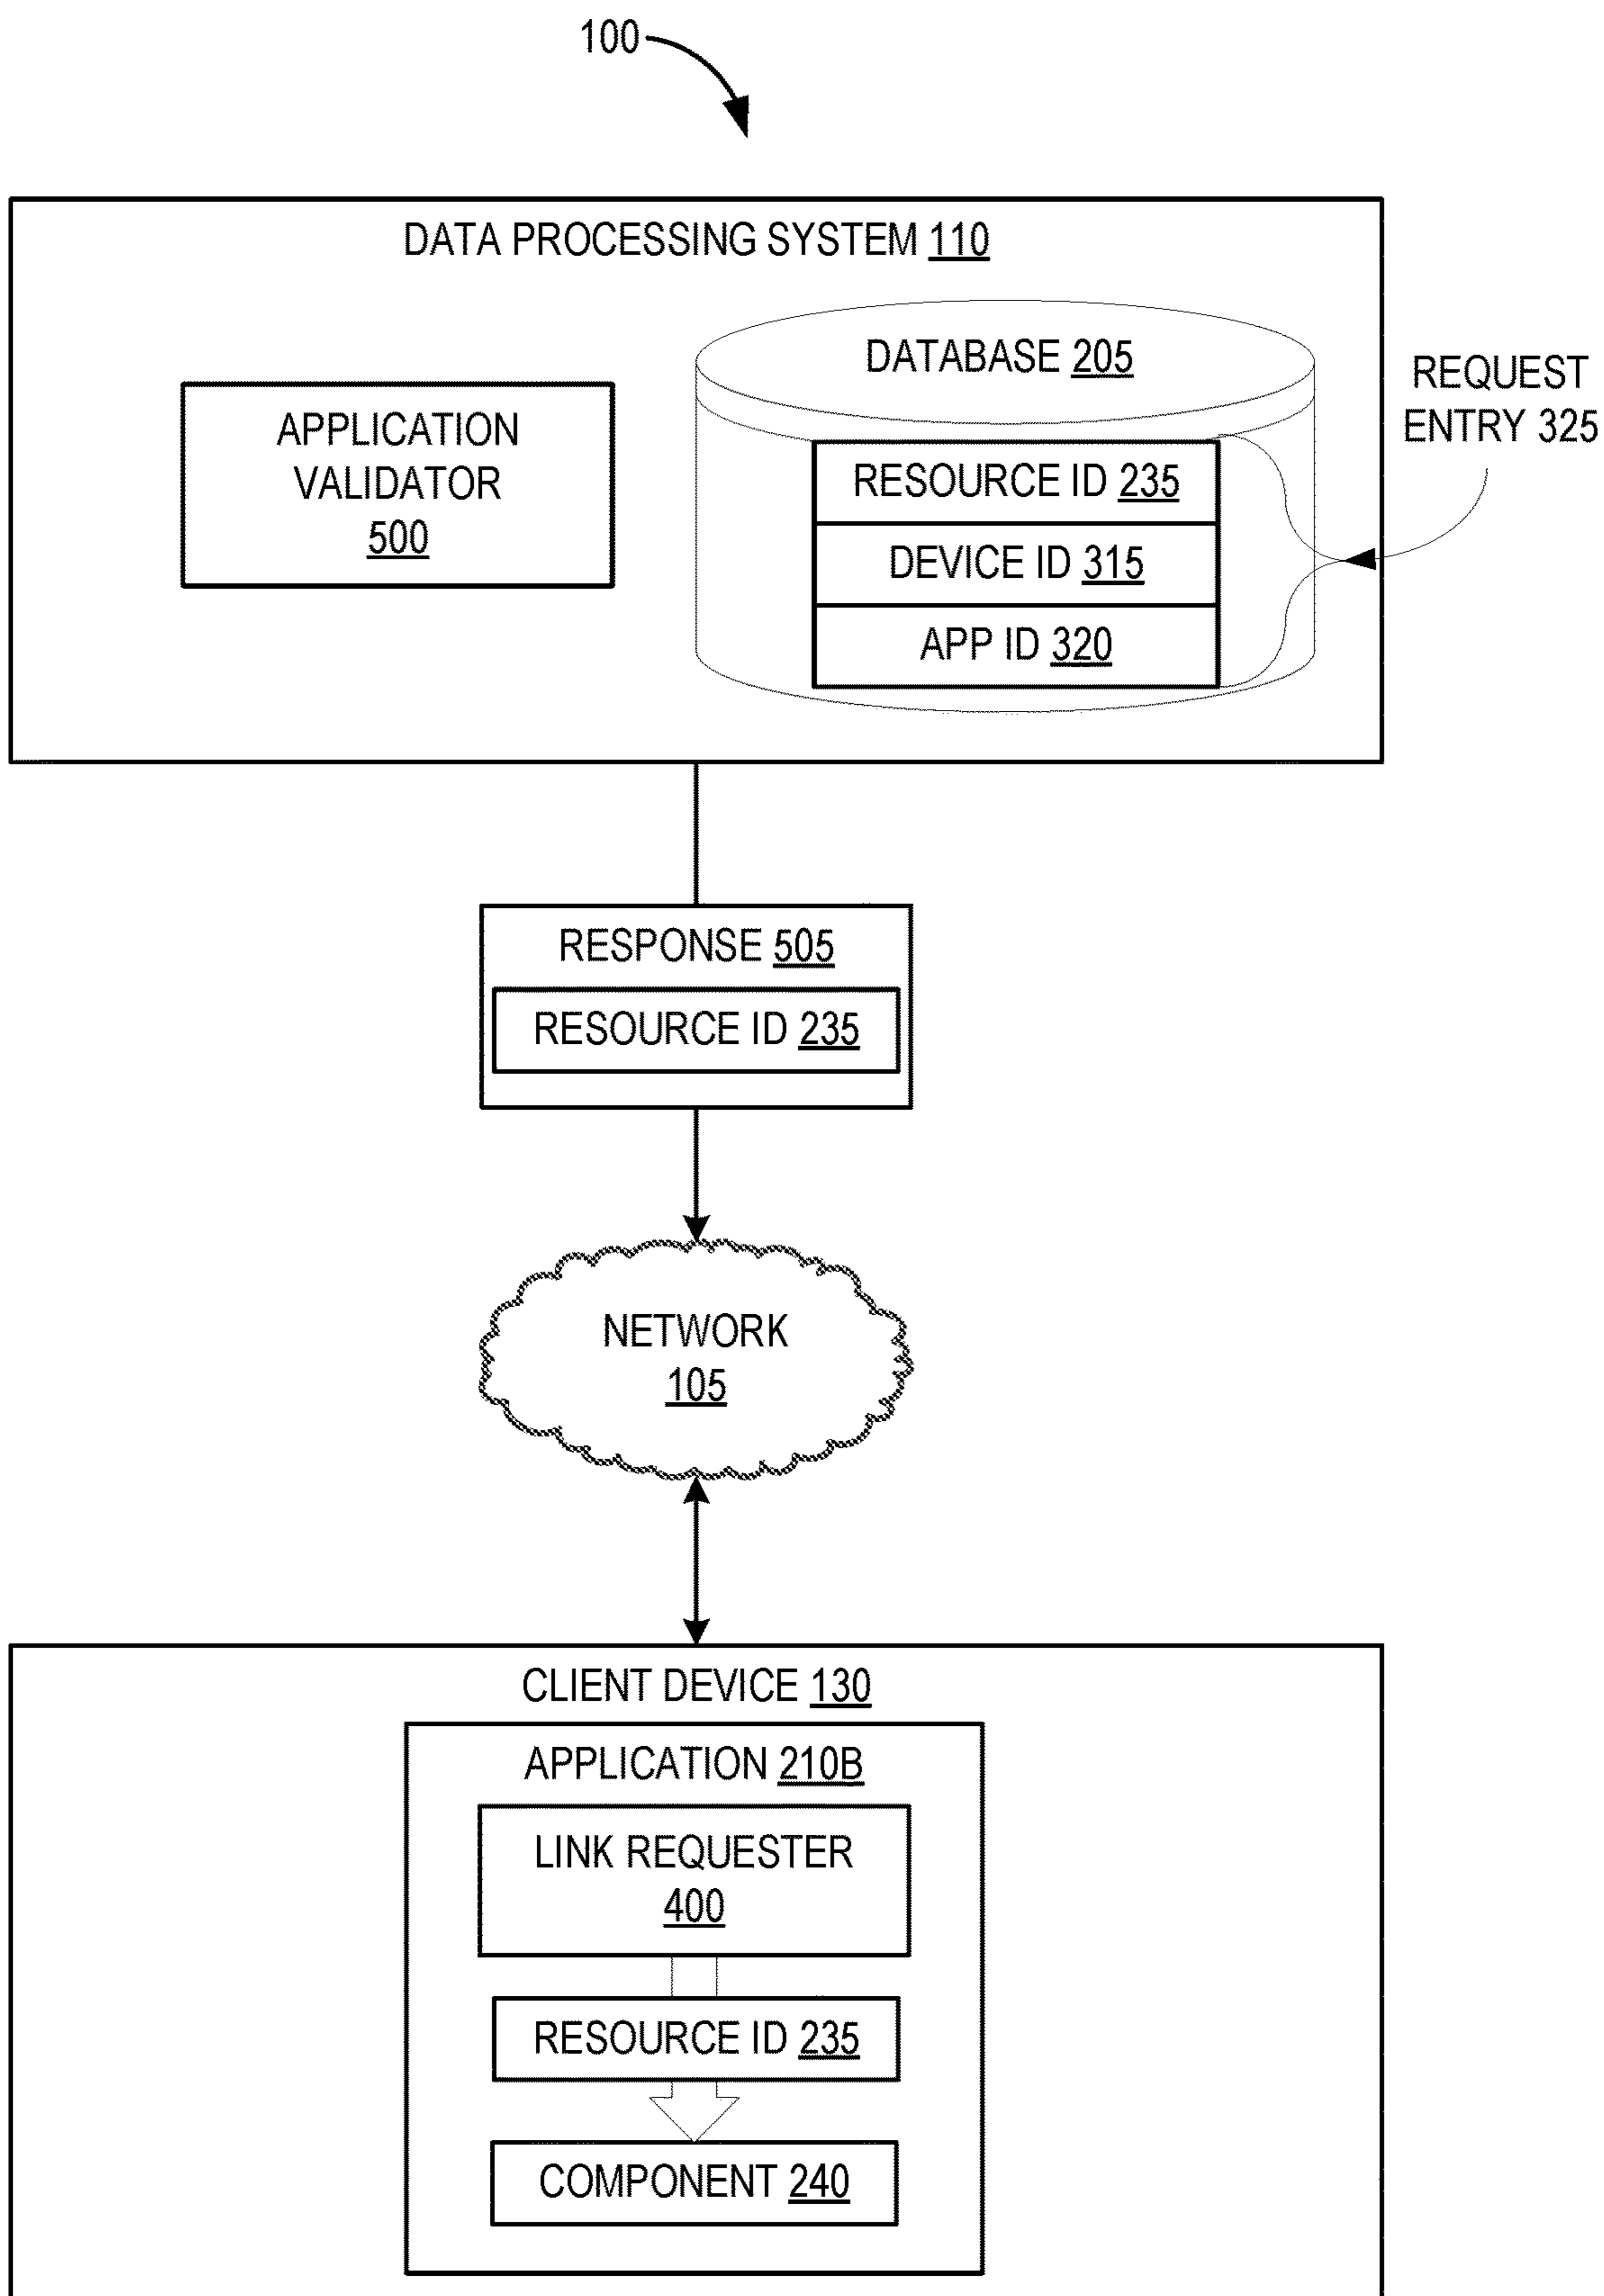 100
DATA PROCESSING SYSTEM 110
DATABASE 205
REQUEST
ENTRY 325
APPLICATION
VALIDATOR
500
RESOURCE ID 235
DEVICE ID 315
APP ID 320
RESPONSE 505
RESOURCE ID 235
NETWORK
105
CLIENT DEVICE 130
APPLICATION 210B
LINK REQUESTER
400
RESOURCE ID 235
COMPONENT 240